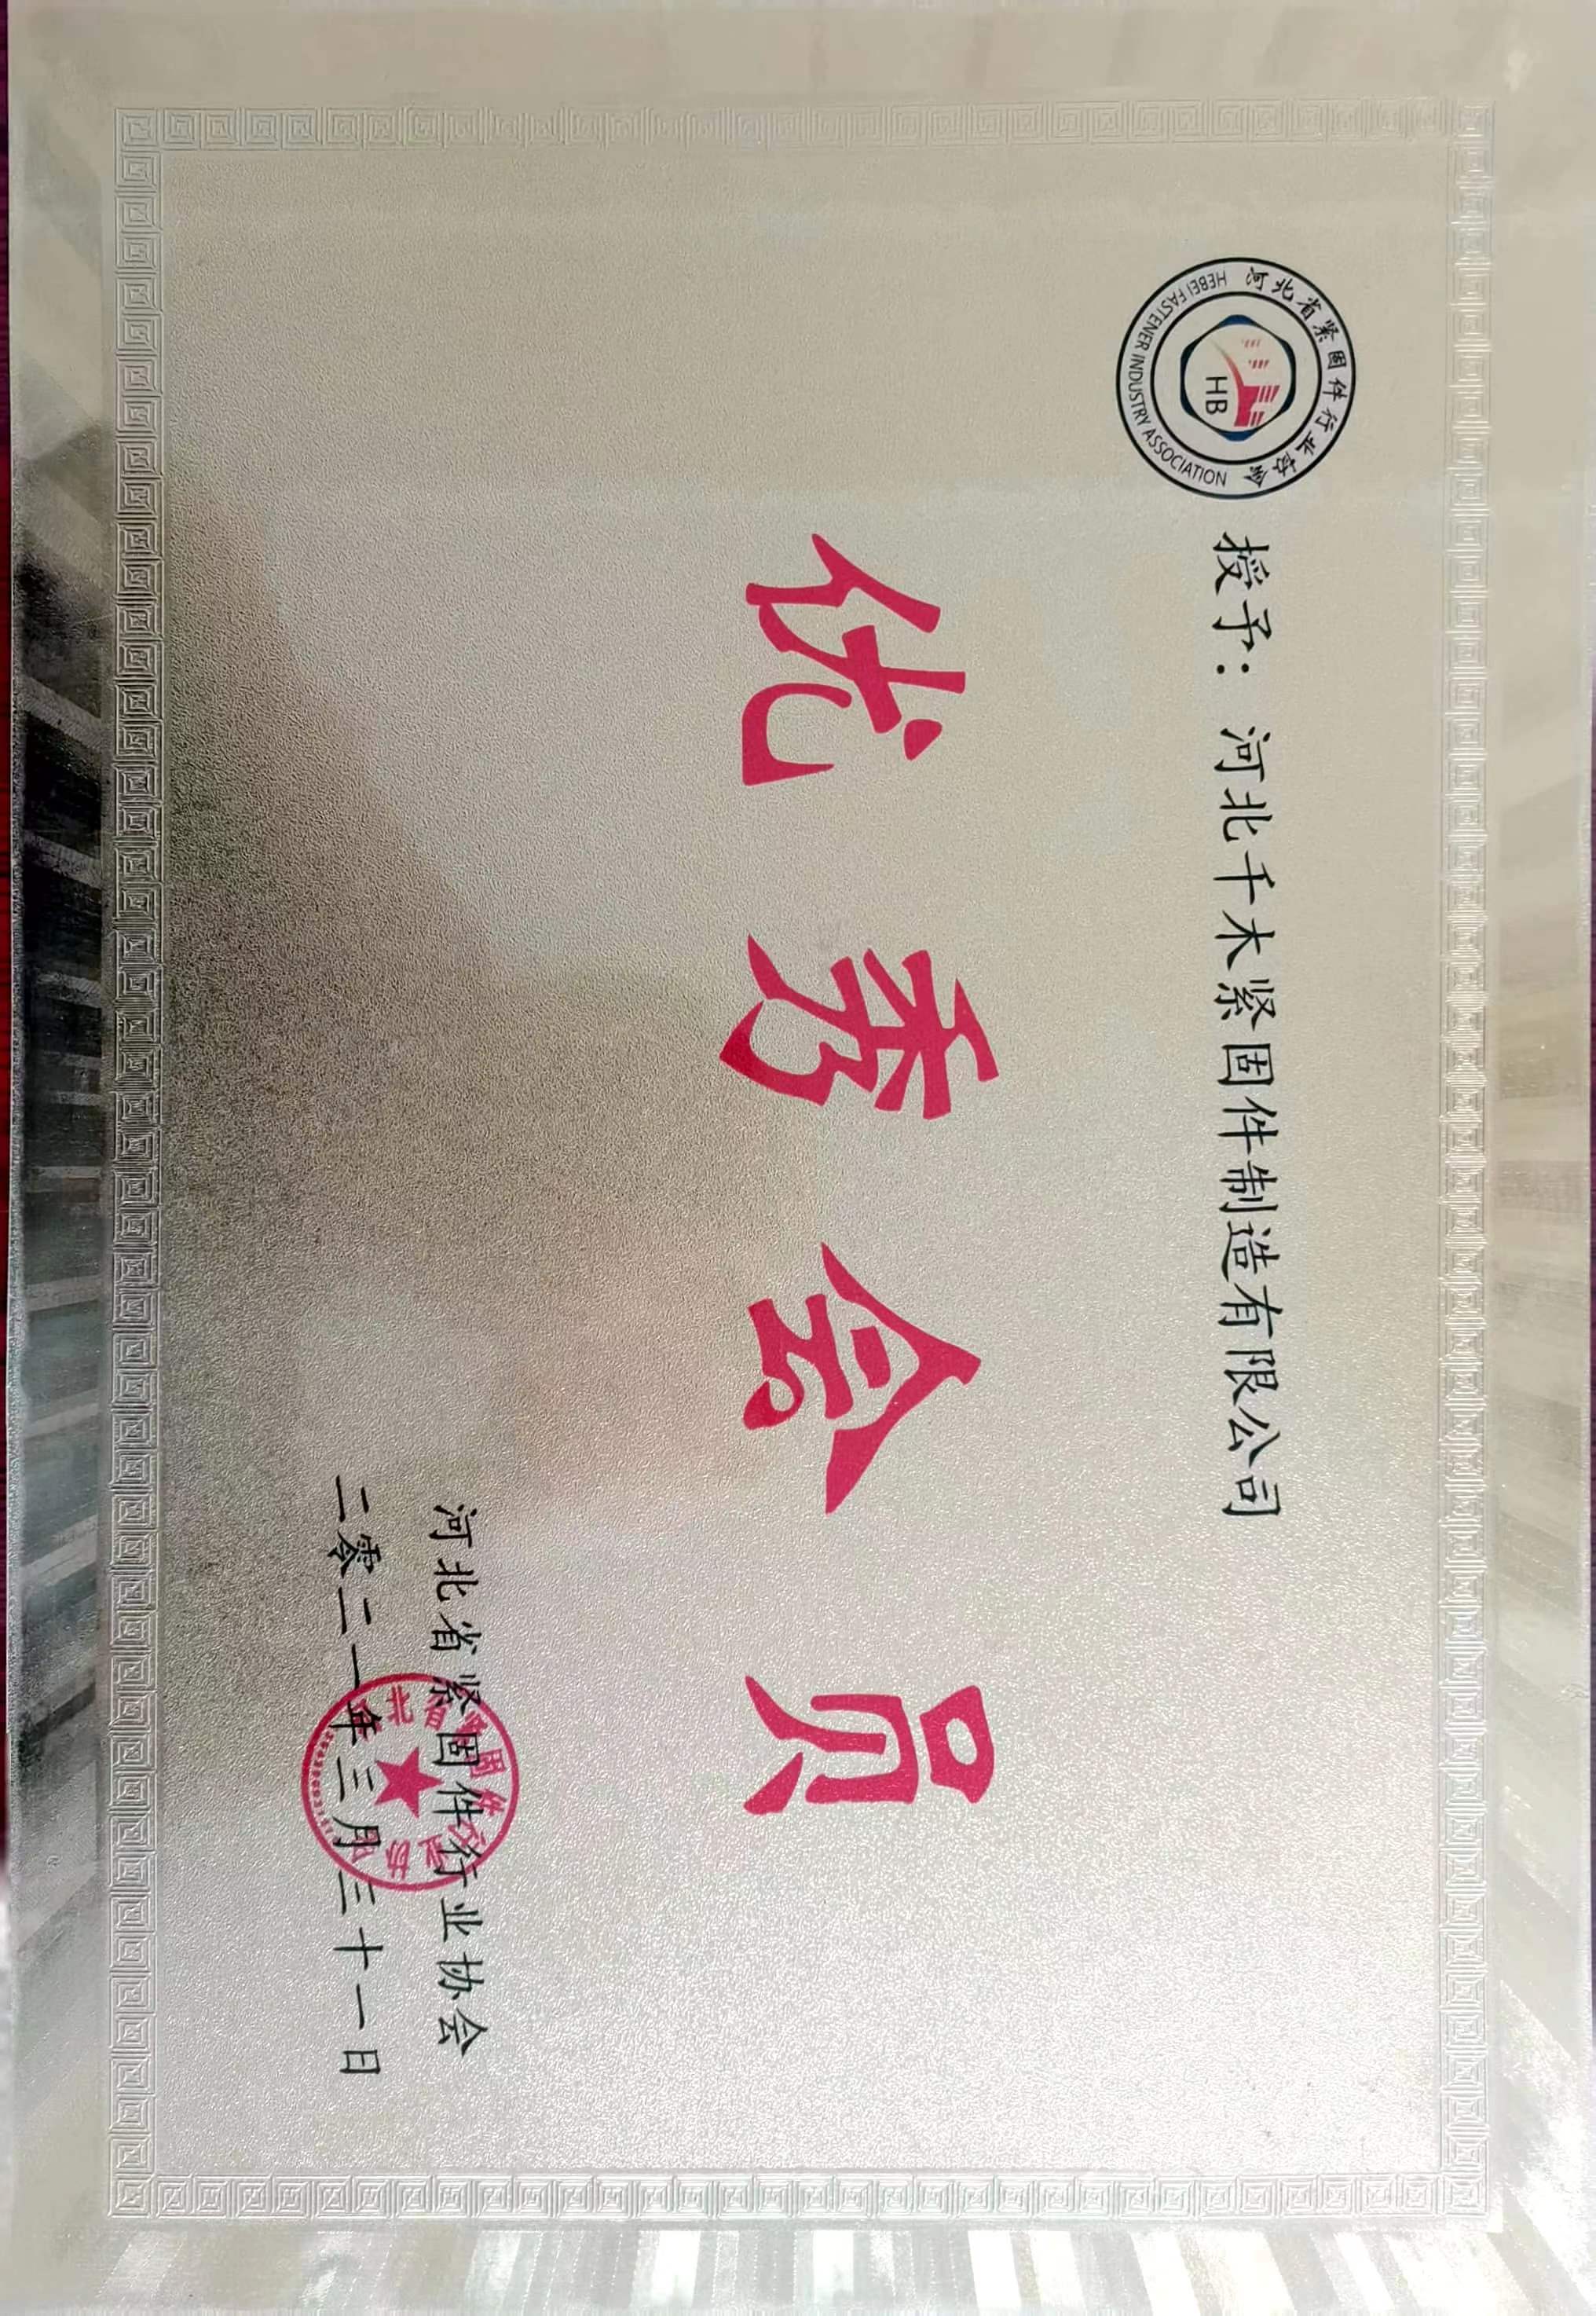 河北省紧固件行业协会
HEBEI FASTENER INDUSTRY ASSOCIATION
HB
授予：河北千木紧固件制造有限公司
优秀会员
河北省紧固件行业协会
二零二一年三月三十一日